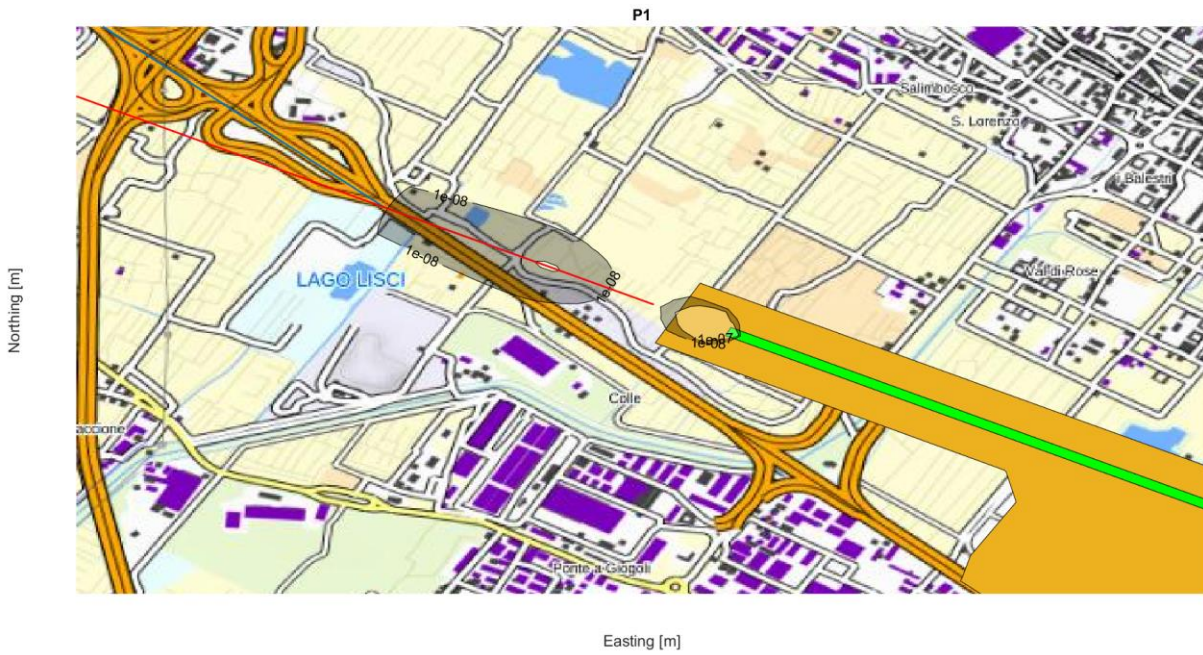 P1
Salimbosco
S. Lorenzo
i Balestri
1e-08
1e-08
Val di Rose
LAGO LISCI
1e-08
1e-07
1e-08
Colle
accione
Ponte a Giogoli
Northing [m]
Easting [m]